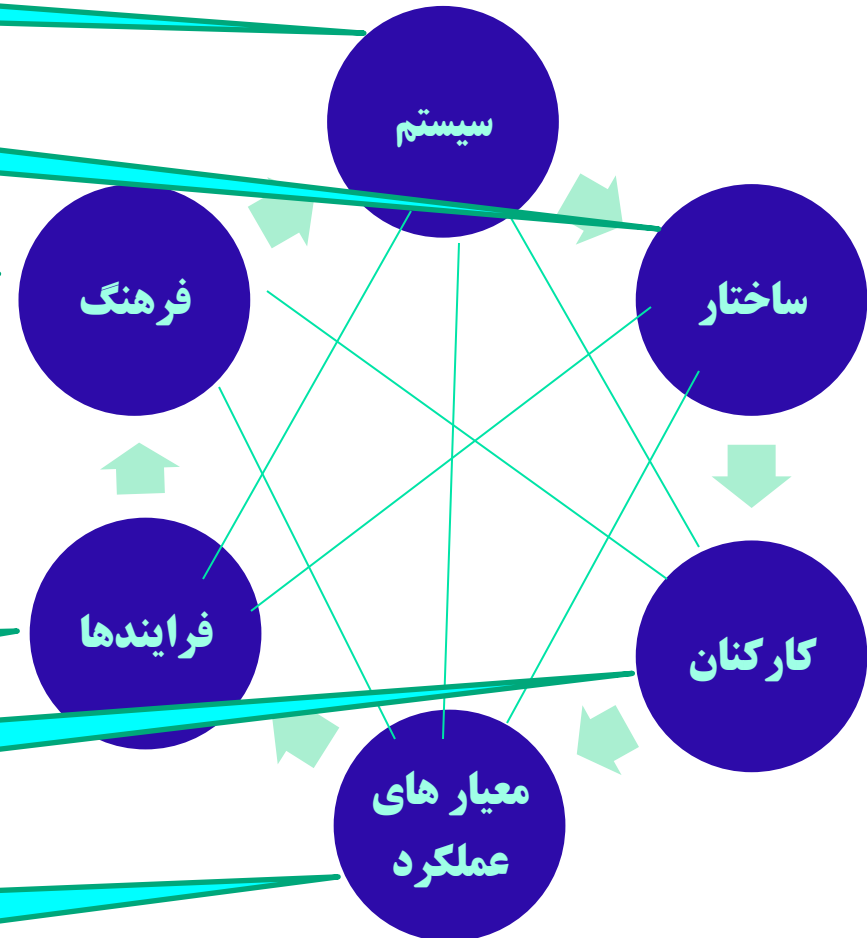 سیستم
ساختار
کارکنان
معیار های
عملکرد
فرایندها
فرهنگ